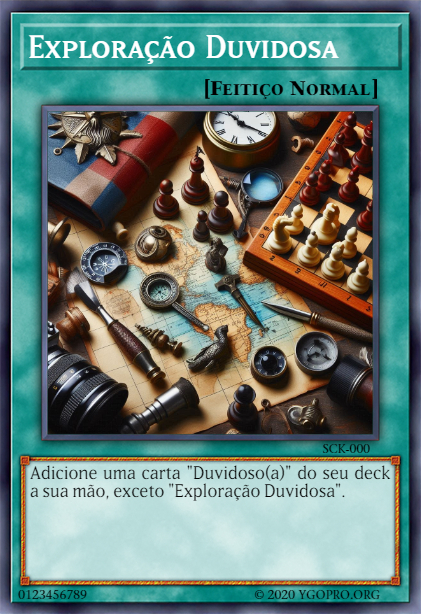 Exploração Duvidosa
[Feitiço Normal]
SCK-000
Adicione uma carta "Duvidoso(a)" do seu deck
a sua mão, exceto "Exploração Duvidosa".
0123456789
© 2020 YGOPRO.ORG